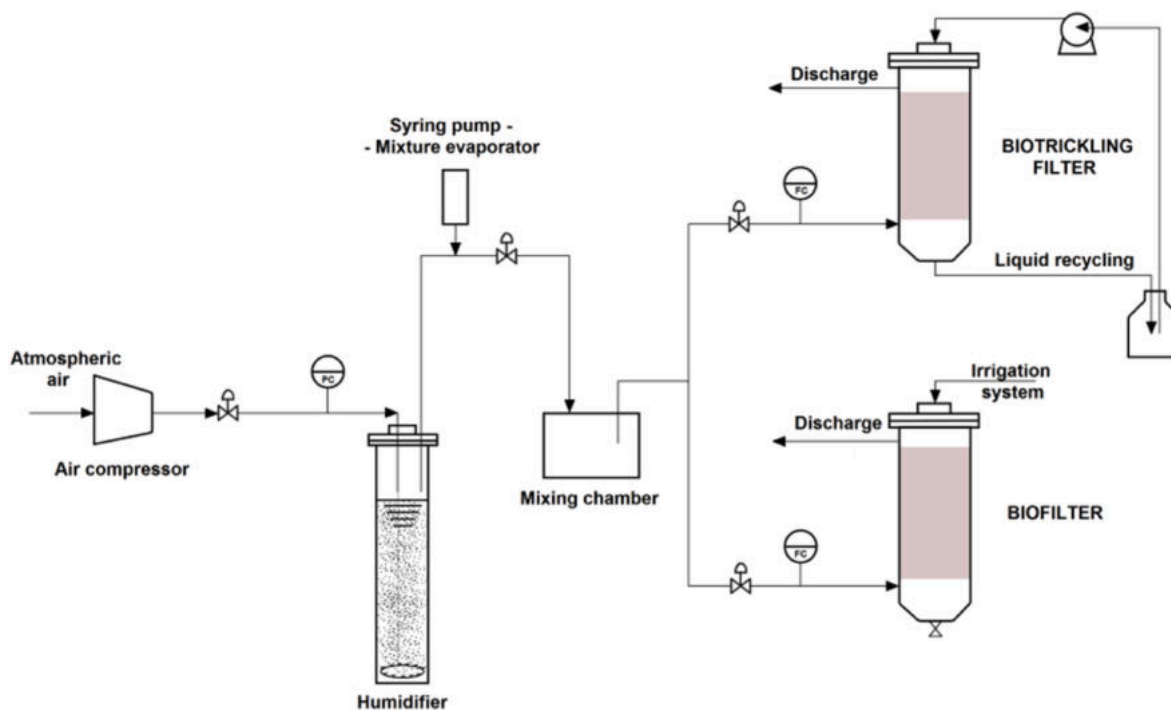 Discharge
Syring pump -
- Mixture evaporator
BIOTRICKLING
FILTER
FC
Liquid recycling
Atmospheric
air
PC
Irrigation
system
Discharge
Air compressor
Mixing chamber
BIOFILTER
FC
Humidifier